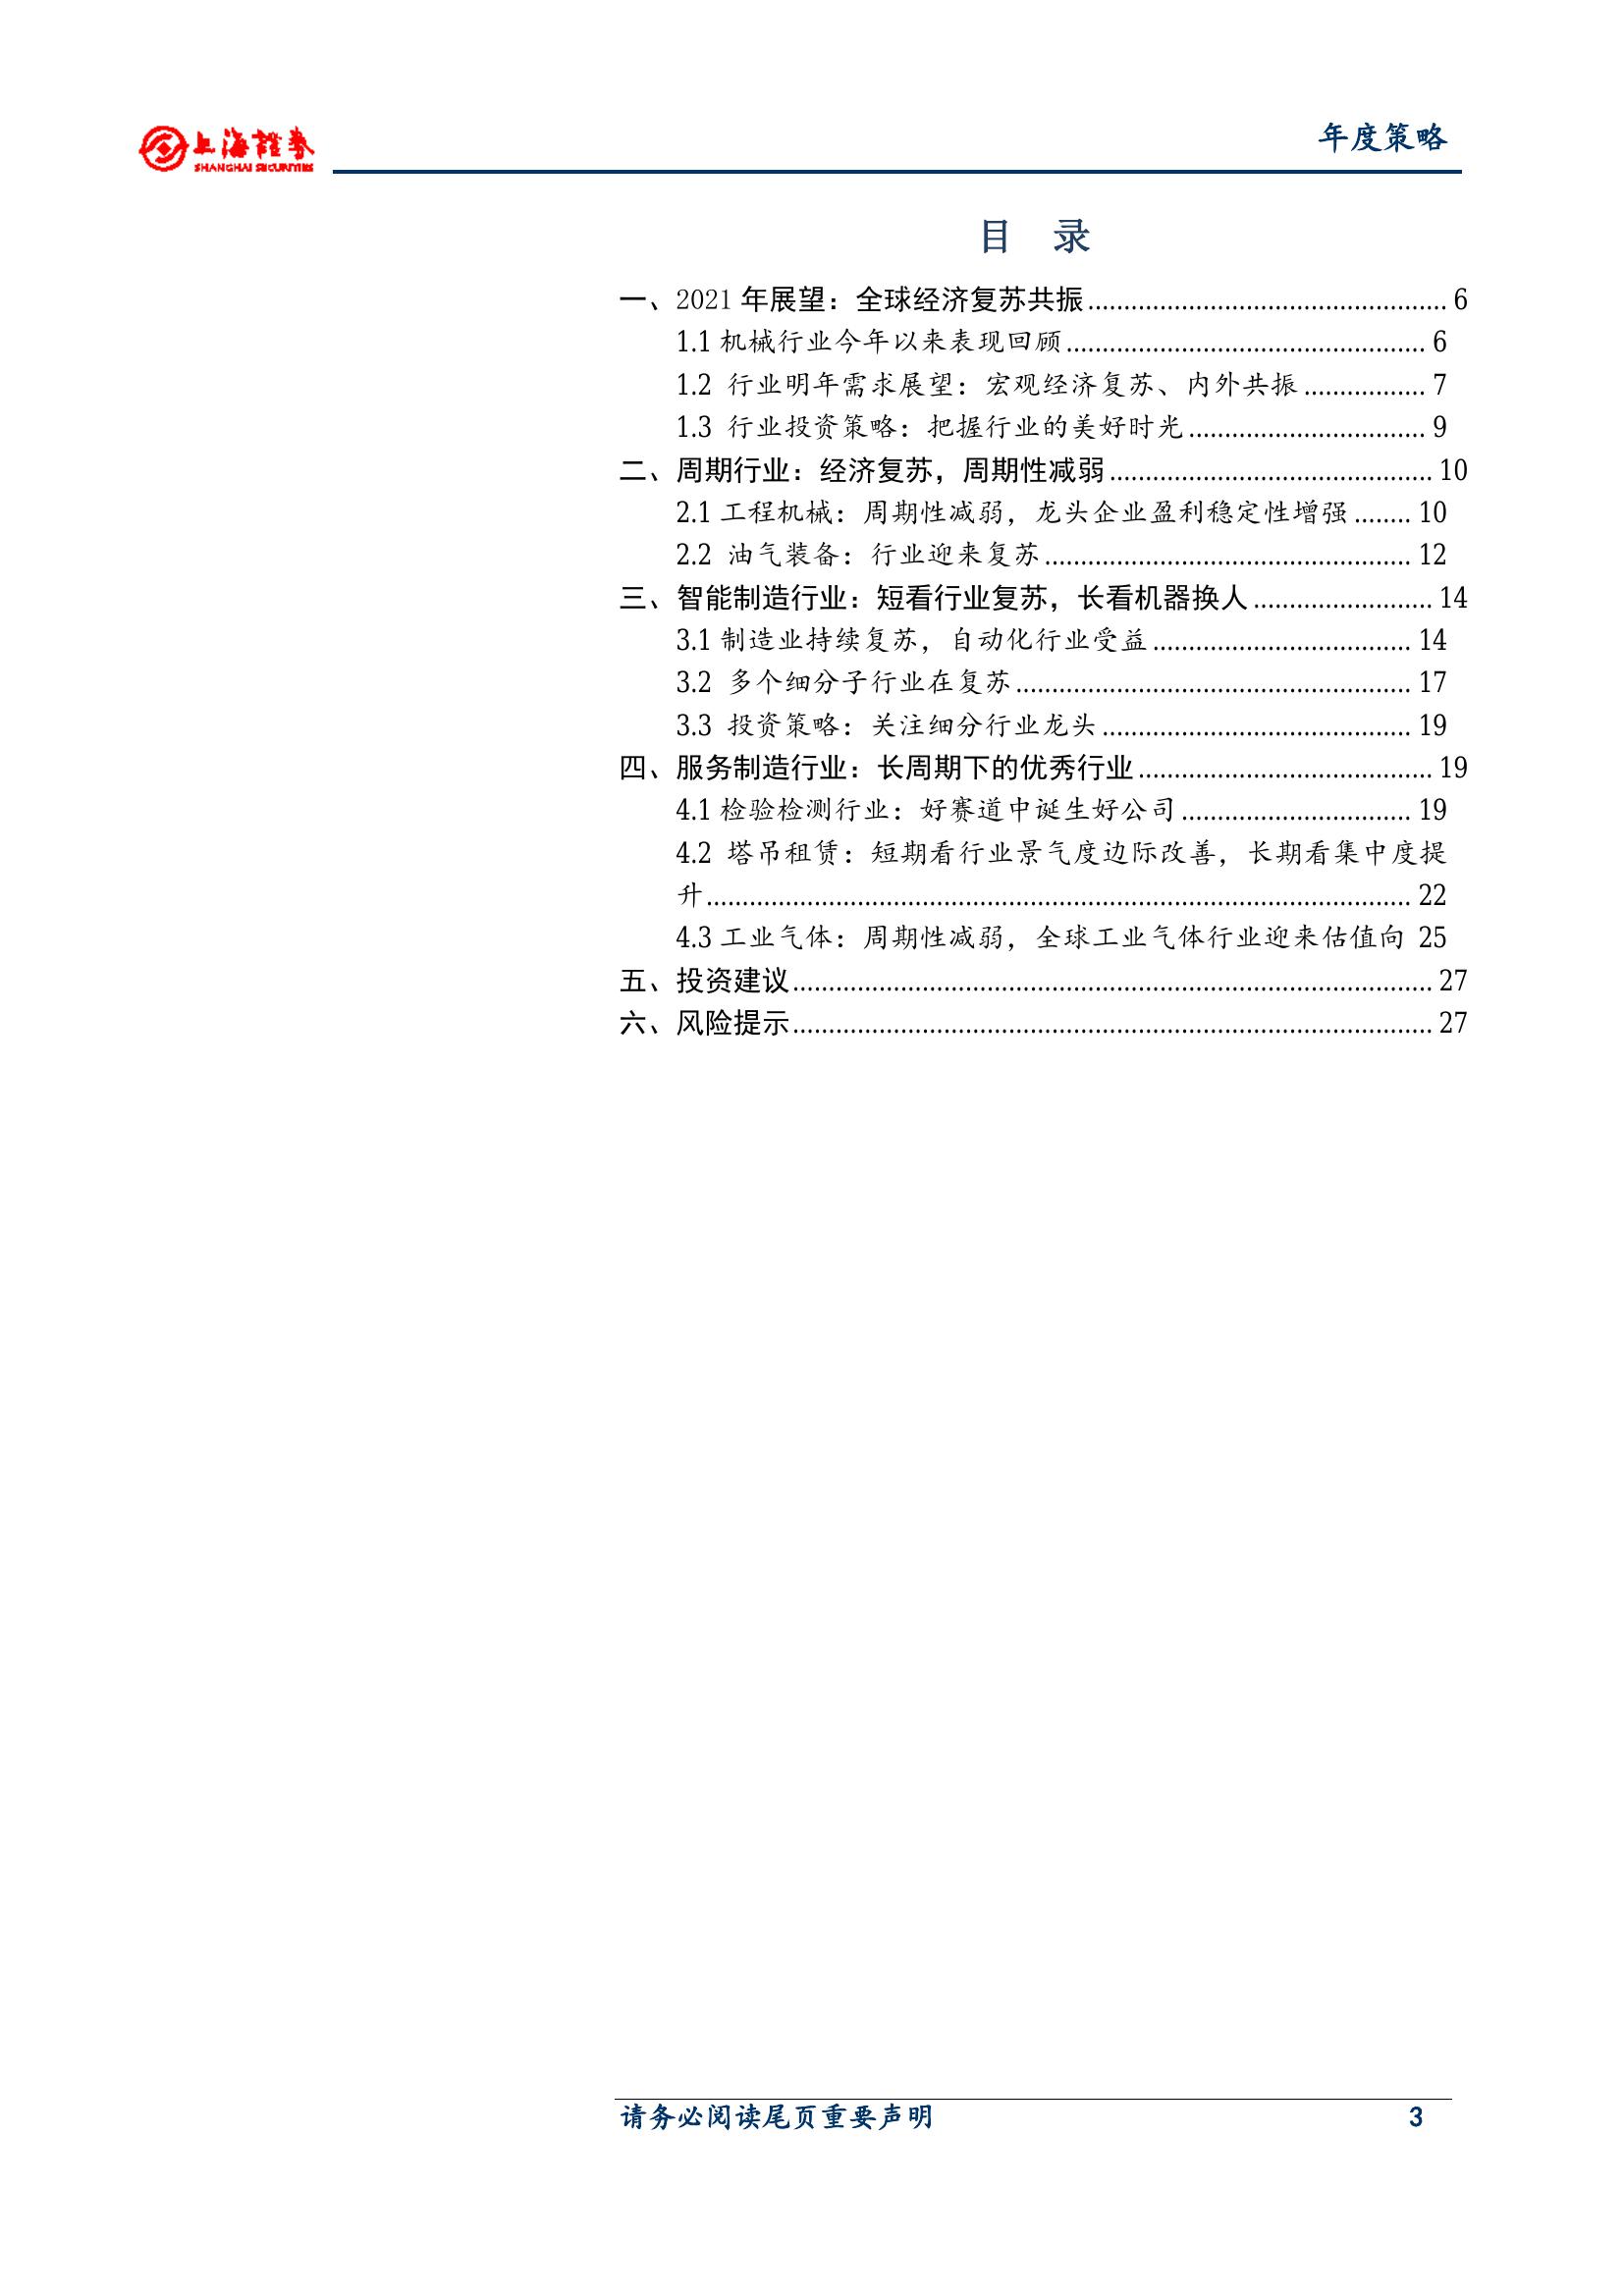 上海證券
SHANGHAI SECURITIES
年度策略
目 录
一、2021 年展望：全球经济复苏共振.................................................. 6
1.1 机械行业今年以来表现回顾.................................................. 6
1.2 行业明年需求展望：宏观经济复苏、内外共振................. 7
1.3 行业投资策略：把握行业的美好时光................................. 9
二、周期行业：经济复苏，周期性减弱............................................. 10
2.1 工程机械：周期性减弱，龙头企业盈利稳定性增强........ 10
2.2 油气装备：行业迎来复苏................................................... 12
三、智能制造行业：短看行业复苏，长看机器换人......................... 14
3.1 制造业持续复苏，自动化行业受益.................................... 14
3.2 多个细分子行业在复苏....................................................... 17
3.3 投资策略：关注细分行业龙头........................................... 19
四、服务制造行业：长周期下的优秀行业......................................... 19
4.1 检验检测行业：好赛道中诞生好公司................................ 19
4.2 塔吊租赁：短期看行业景气度边际改善，长期看集中度提
升.................................................................................................. 22
4.3 工业气体：周期性减弱，全球工业气体行业迎来估值向 25
五、投资建议......................................................................................... 27
六、风险提示......................................................................................... 27
请务必阅读尾页重要声明 3